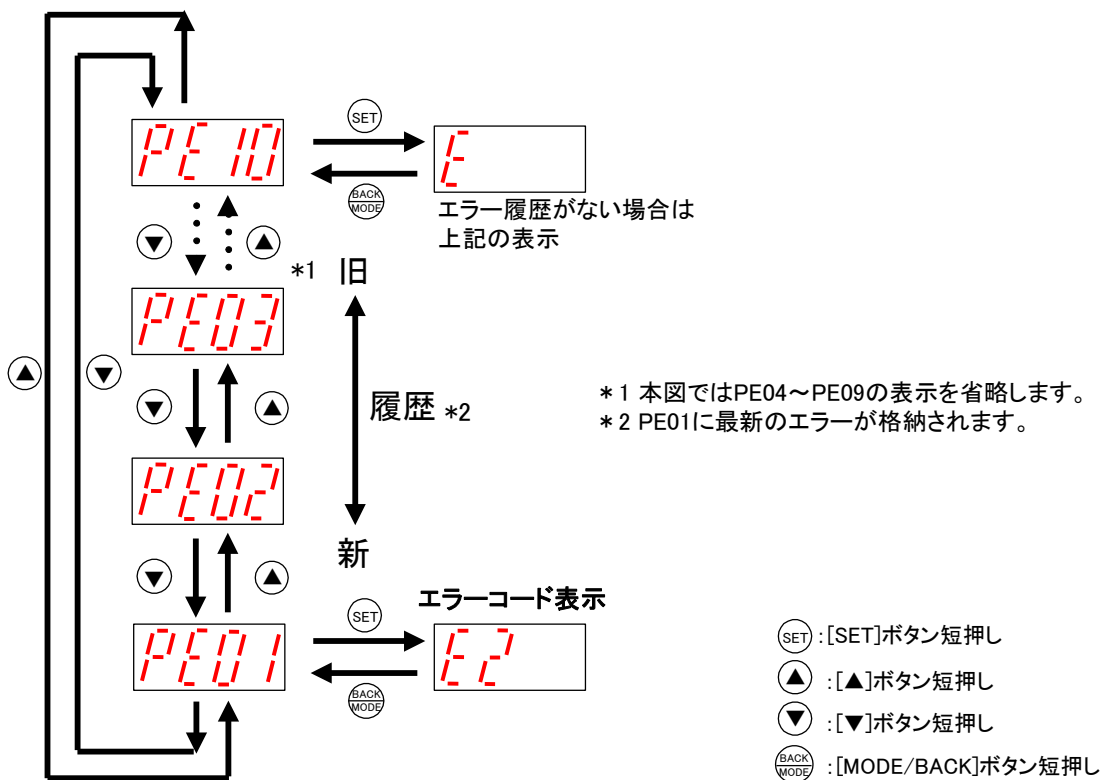 SET
PE10
E
BACK
MODE
エラー履歴がない場合は
上記の表示
▼
▲
*1
旧
PE03
▲
▼
▼
▲
履歴 *2
*1 本図ではPE04~PE09の表示を省略します。
*2 PE01に最新のエラーが格納されます。
PE02
新
▼
▲
エラーコード表示
SET
PE01
E2
BACK
MODE
SET :[SET]ボタン短押し
▲ :[▲]ボタン短押し
▼ :[▼]ボタン短押し
BACK
MODE :[MODE/BACK]ボタン短押し